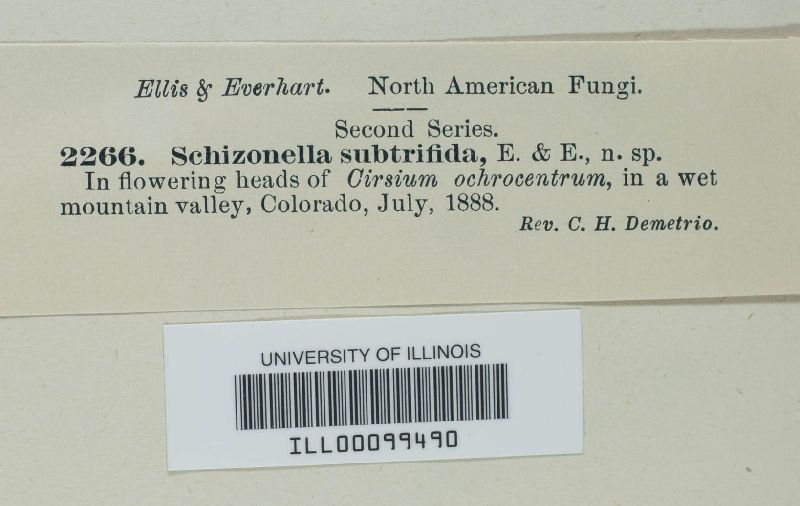 Ellis & Everhart. North American Fungi.
Second Series.
2266. Schizonella subtrifida, E. & E., n. sp.
In flowering heads of Cirsium ochrocentrum, in a wet
mountain valley, Colorado, July, 1888.
Rev. C. H. Demetrio.
UNIVERSITY OF ILLINOIS
ILL00099490